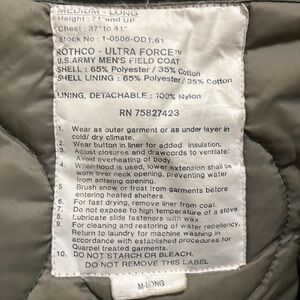 MEDIUM - LONG
Height: 71" and UP
Chest: 37" to 41"
Stock No: 1-0506-OD1.61
ROTHCO - ULTRA FORCE™
U.S. ARMY MEN'S FIELD COAT
SHELL : 65% Polyester / 35% Cotton
SHELL LINING : 65% Polyester / 35% Cotton
LINING, DETACHABLE : 100% Nylon
RN 75827423
1. Wear as outer garment or as under layer in
cold/ dry climate.
2. Wear button in liner for added insulation.
3. Adjust closures and drawcords to ventilate:
Avoid overheating of body.
4. When hood is used, lower extension shall be
worn over neck opening, preventing water
from antering opening.
5. Brush snow or frost from garments before
entering heated shelters.
6. For fast drying, remove liner from coat.
7. Do not expose to high temperature of a stove.
8. Lubricate slide fasteners with wax.
9. For cleaning and restoring of water repellency.
Return to laundry for machine washing in
accordance with established procedures for
Quarpel treated garments.
10. DO NOT STARCH OR BLEACH.
DO NOT REMOVE THIS LABEL
M-LONG